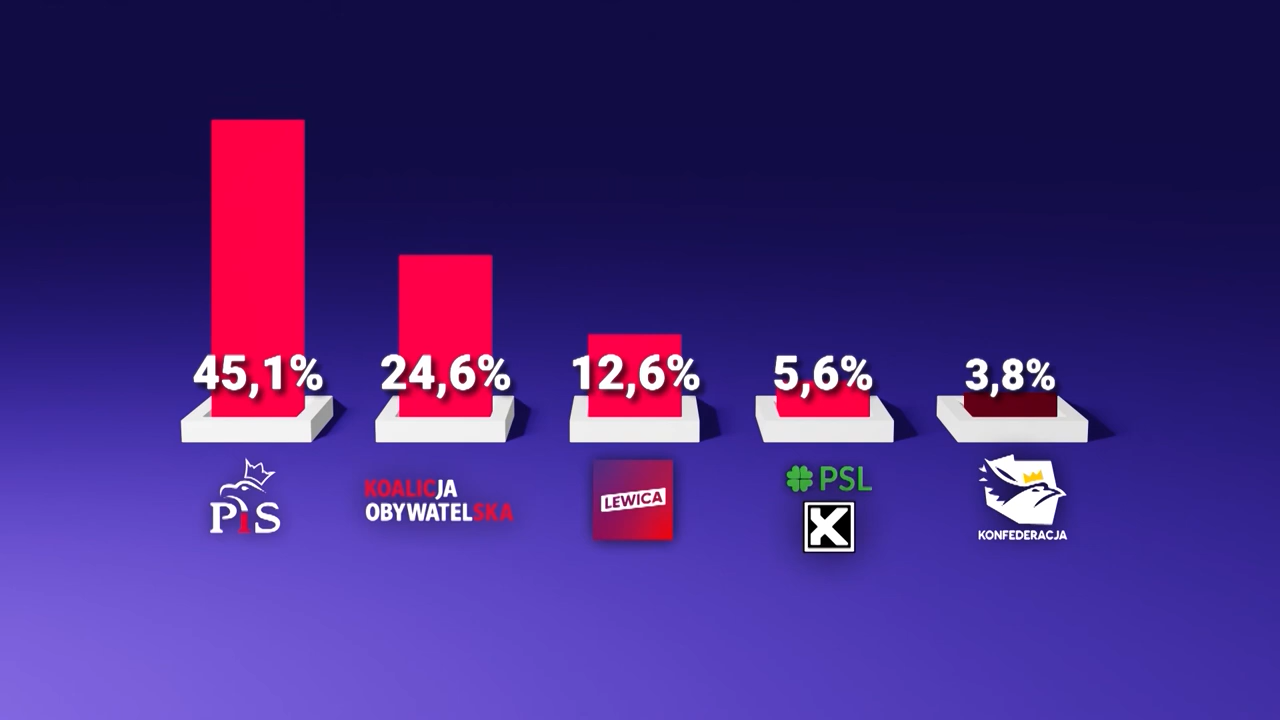 45,1%
24,6%
12,6%
5,6%
3,8%
PiS
KOALICJA
OBYWATELSKA
LEWICA
PSL
K
KONFEDERACJA